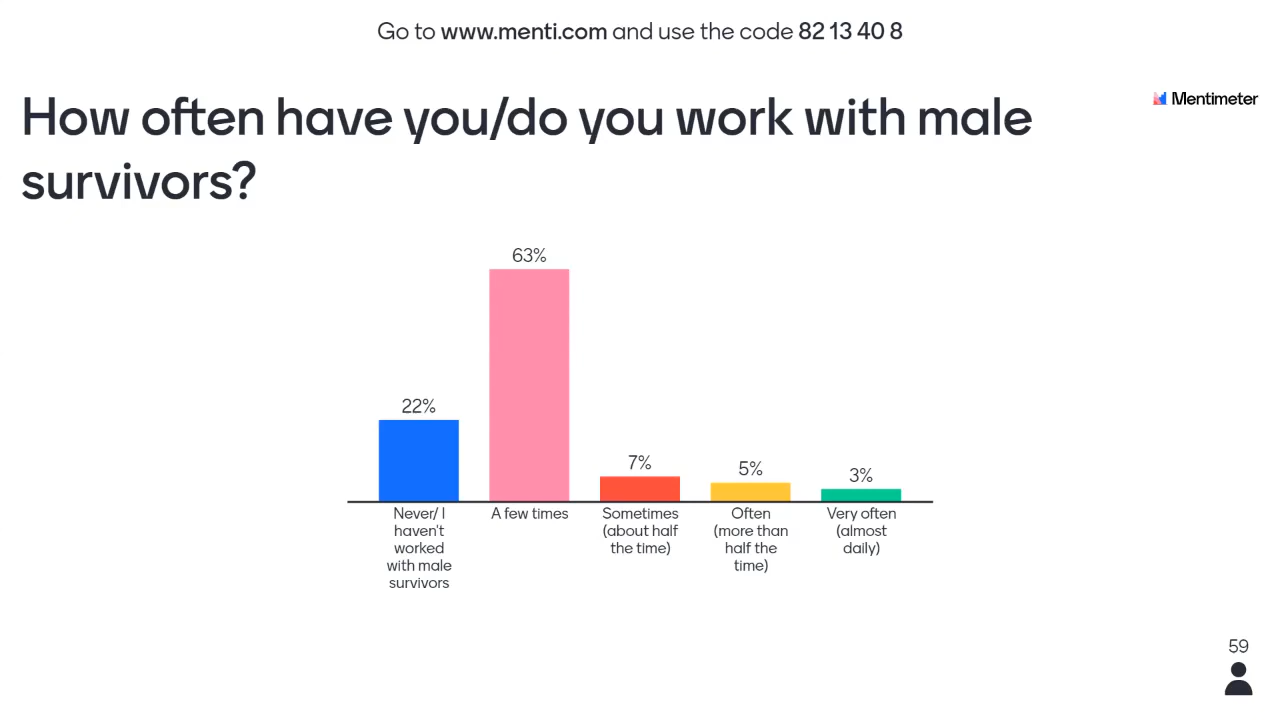 Go to www.menti.com and use the code 82 13 40 8
How often have you/do you work with male
survivors?
Mentimeter
63%
22%
7%
5%
3%
Never/ I
haven't
worked
with male
survivors
A few times
Sometimes
(about half
the time)
Often
(more than
half the
time)
Very often
(almost
daily)
59